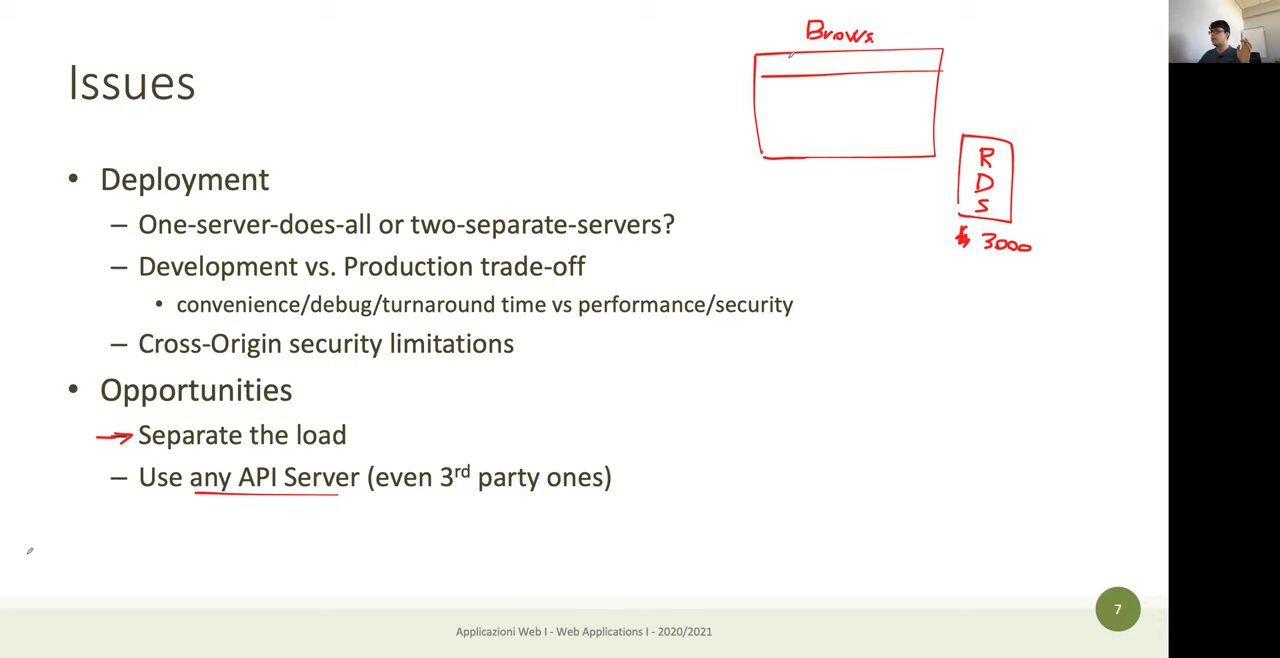 Brows
Issues
R
D
S
3000
• Deployment
– One-server-does-all or two-separate-servers?
– Development vs. Production trade-off
• convenience/debug/turnaround time vs performance/security
– Cross-Origin security limitations
• Opportunities
– Separate the load
– Use any API Server (even 3rd party ones)
7
Applicazioni Web I - Web Applications I - 2020/2021